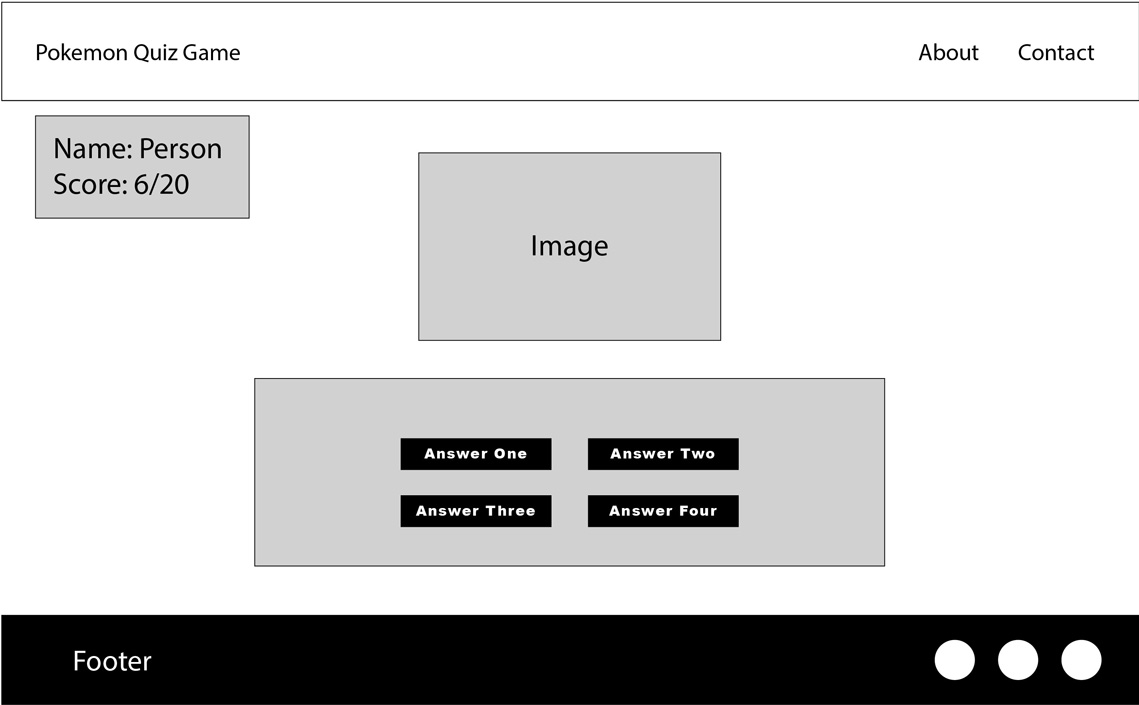 Pokemon Quiz Game
About
Contact
Name: Person
Score: 6/20
Image
Answer One
Answer Two
Answer Three
Answer Four
Footer